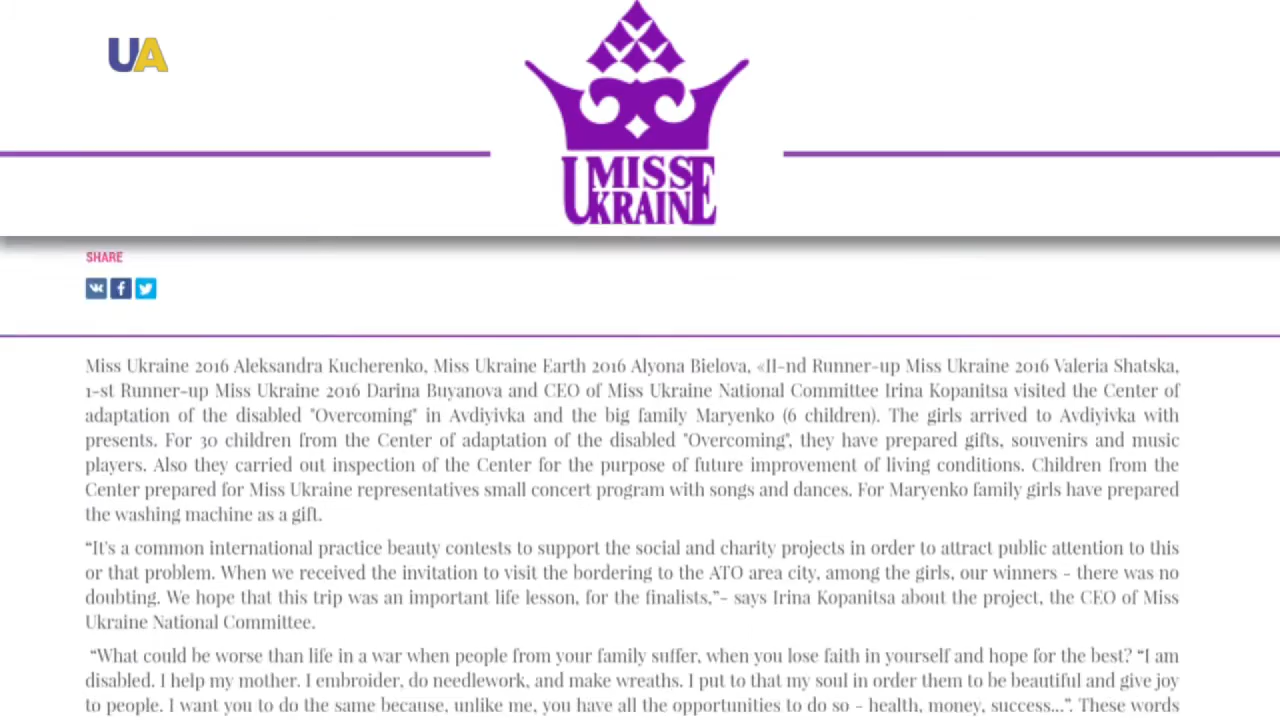 UA
MISS
UKRAINE
SHARE
Miss Ukraine 2016 Aleksandra Kucherenko, Miss Ukraine Earth 2016 Alyona Bielova, «II-nd Runner-up Miss Ukraine 2016 Valeria Shatska,
1-st Runner-up Miss Ukraine 2016 Darina Buyanova and CEO of Miss Ukraine National Committee Irina Kopanitsa visited the Center of
adaptation of the disabled "Overcoming" in Avdiyivka and the big family Maryenko (6 children). The girls arrived to Avdiyivka with
presents. For 30 children from the Center of adaptation of the disabled "Overcoming", they have prepared gifts, souvenirs and music
players. Also they carried out inspection of the Center for the purpose of future improvement of living conditions. Children from the
Center prepared for Miss Ukraine representatives small concert program with songs and dances. For Maryenko family girls have prepared
the washing machine as a gift.
“It's a common international practice beauty contests to support the social and charity projects in order to attract public attention to this
or that problem. When we received the invitation to visit the bordering to the ATO area city, among the girls, our winners - there was no
doubting. We hope that this trip was an important life lesson, for the finalists,”- says Irina Kopanitsa about the project, the CEO of Miss
Ukraine National Committee.
“What could be worse than life in a war when people from your family suffer, when you lose faith in yourself and hope for the best? “I am
disabled. I help my mother. I embroider, do needlework, and make wreaths. I put to that my soul in order them to be beautiful and give joy
to people. I want you to do the same because, unlike me, you have all the opportunities to do so - health, money, success...”. These words